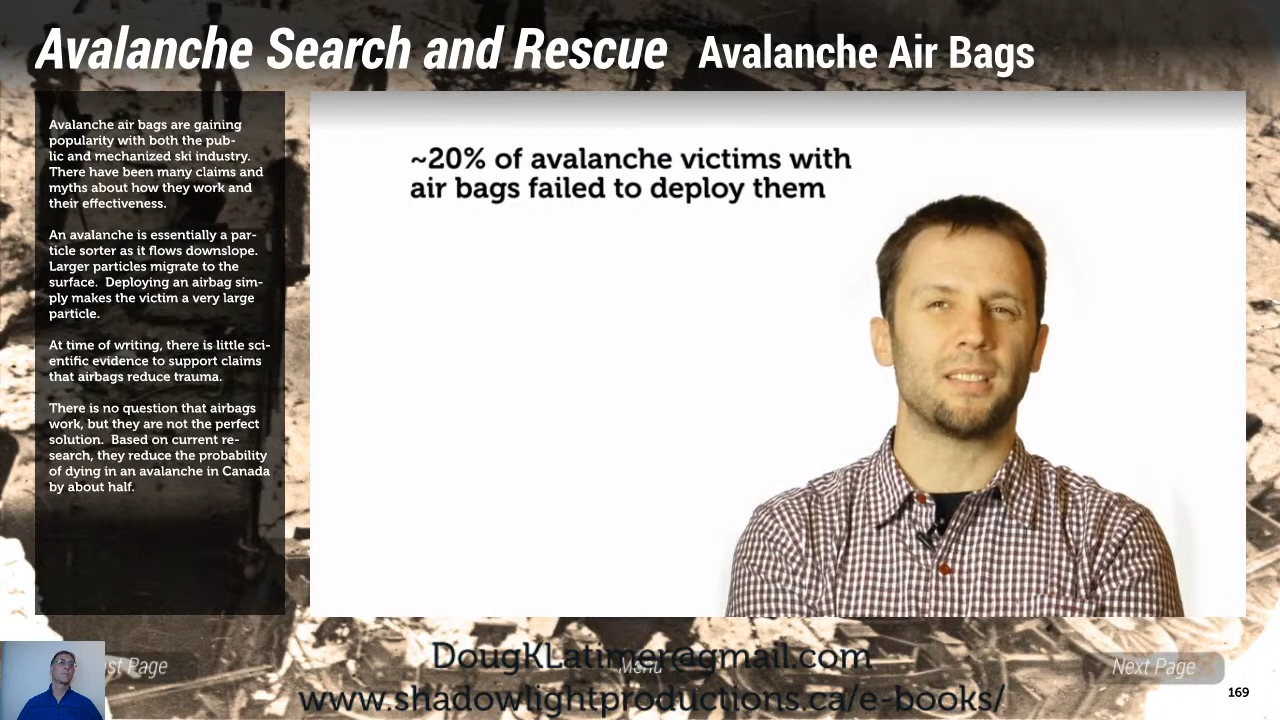 Avalanche Search and Rescue Avalanche Air Bags
Avalanche air bags are gaining
popularity with both the pub-
lic and mechanized ski industry.
There have been many claims and
myths about how they work and
their effectiveness.
An avalanche is essentially a par-
ticle sorter as it flows downslope.
Larger particles migrate to the
surface. Deploying an airbag sim-
ply makes the victim a very large
particle.
At time of writing, there is little sci-
entific evidence to support claims
that airbags reduce trauma.
There is no question that airbags
work, but they are not the perfect
solution. Based on current re-
search, they reduce the probability
of dying in an avalanche in Canada
by about half.
~20% of avalanche victims with
air bags failed to deploy them
DougKLatimer@gmail.com
st Page
Menu
Next Page
www.shadowlightproductions.ca/e-books/
169